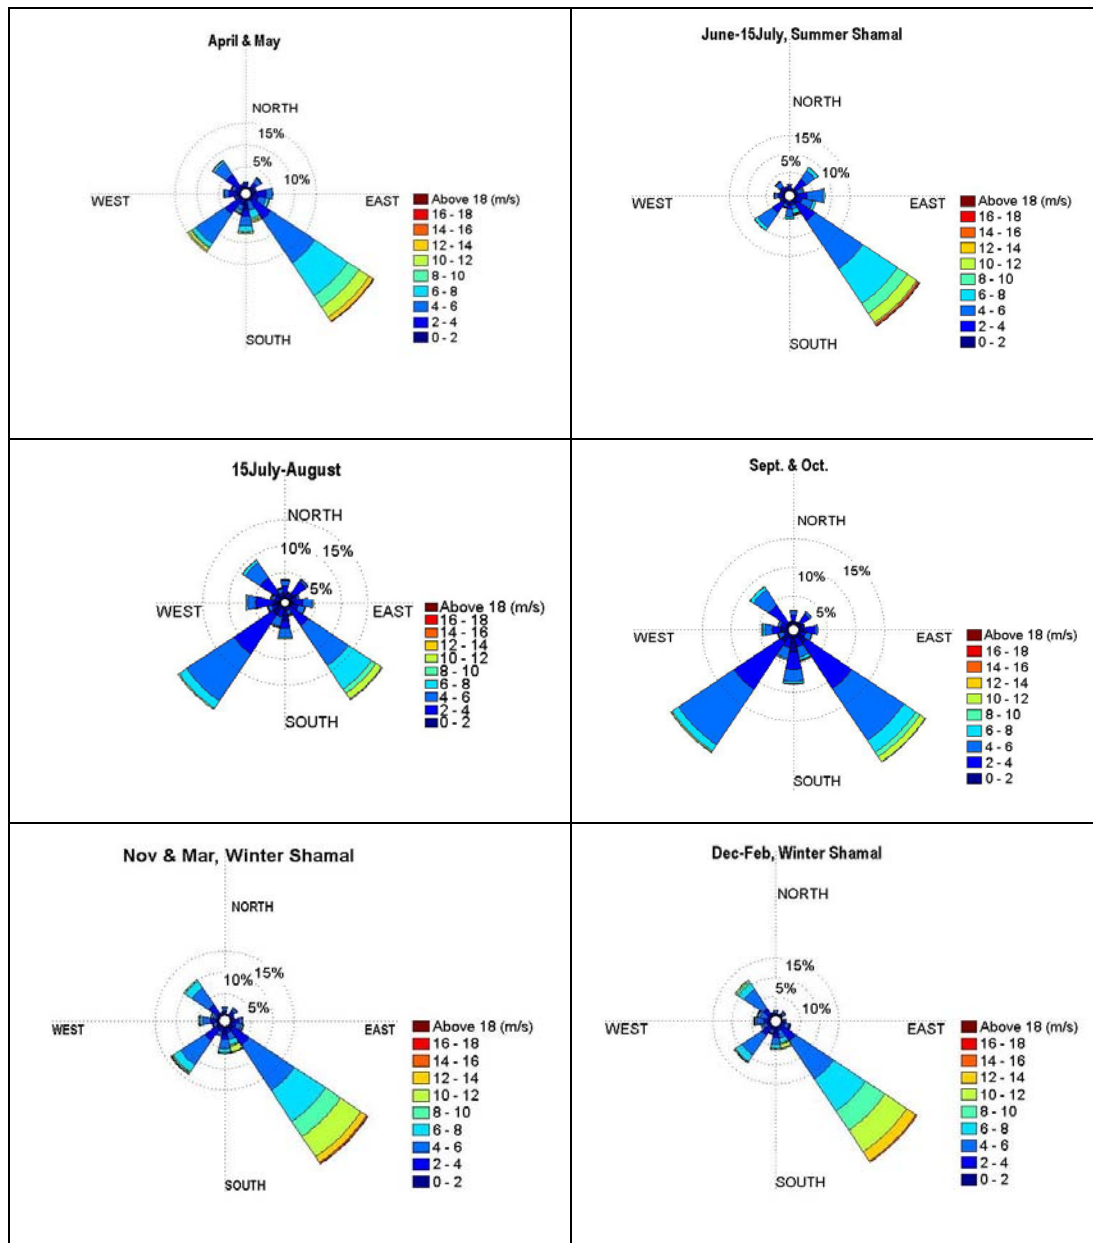 April & May
NORTH
15%
5%
10%
WEST
EAST
SOUTH
Above 18 (m/s)
16 - 18
14 - 16
12 - 14
10 - 12
8 - 10
6 - 8
4 - 6
2 - 4
0 - 2
June-15July, Summer Shamal
NORTH
15%
5%
10%
WEST
EAST
SOUTH
Above 18 (m/s)
16 - 18
14 - 16
12 - 14
10 - 12
8 - 10
6 - 8
4 - 6
2 - 4
0 - 2
15July-August
NORTH
10%
15%
5%
WEST
EAST
SOUTH
Above 18 (m/s)
16 - 18
14 - 16
12 - 14
10 - 12
8 - 10
6 - 8
4 - 6
2 - 4
0 - 2
Sept. & Oct.
NORTH
15%
10%
5%
WEST
EAST
SOUTH
Above 18 (m/s)
16 - 18
14 - 16
12 - 14
10 - 12
8 - 10
6 - 8
4 - 6
2 - 4
0 - 2
Nov & Mar, Winter Shamal
NORTH
15%
10%
5%
WEST
EAST
SOUTH
Above 18 (m/s)
16 - 18
14 - 16
12 - 14
10 - 12
8 - 10
6 - 8
4 - 6
2 - 4
0 - 2
Dec-Feb, Winter Shamal
NORTH
15%
5%
10%
WEST
EAST
SOUTH
Above 18 (m/s)
16 - 18
14 - 16
12 - 14
10 - 12
8 - 10
6 - 8
4 - 6
2 - 4
0 - 2